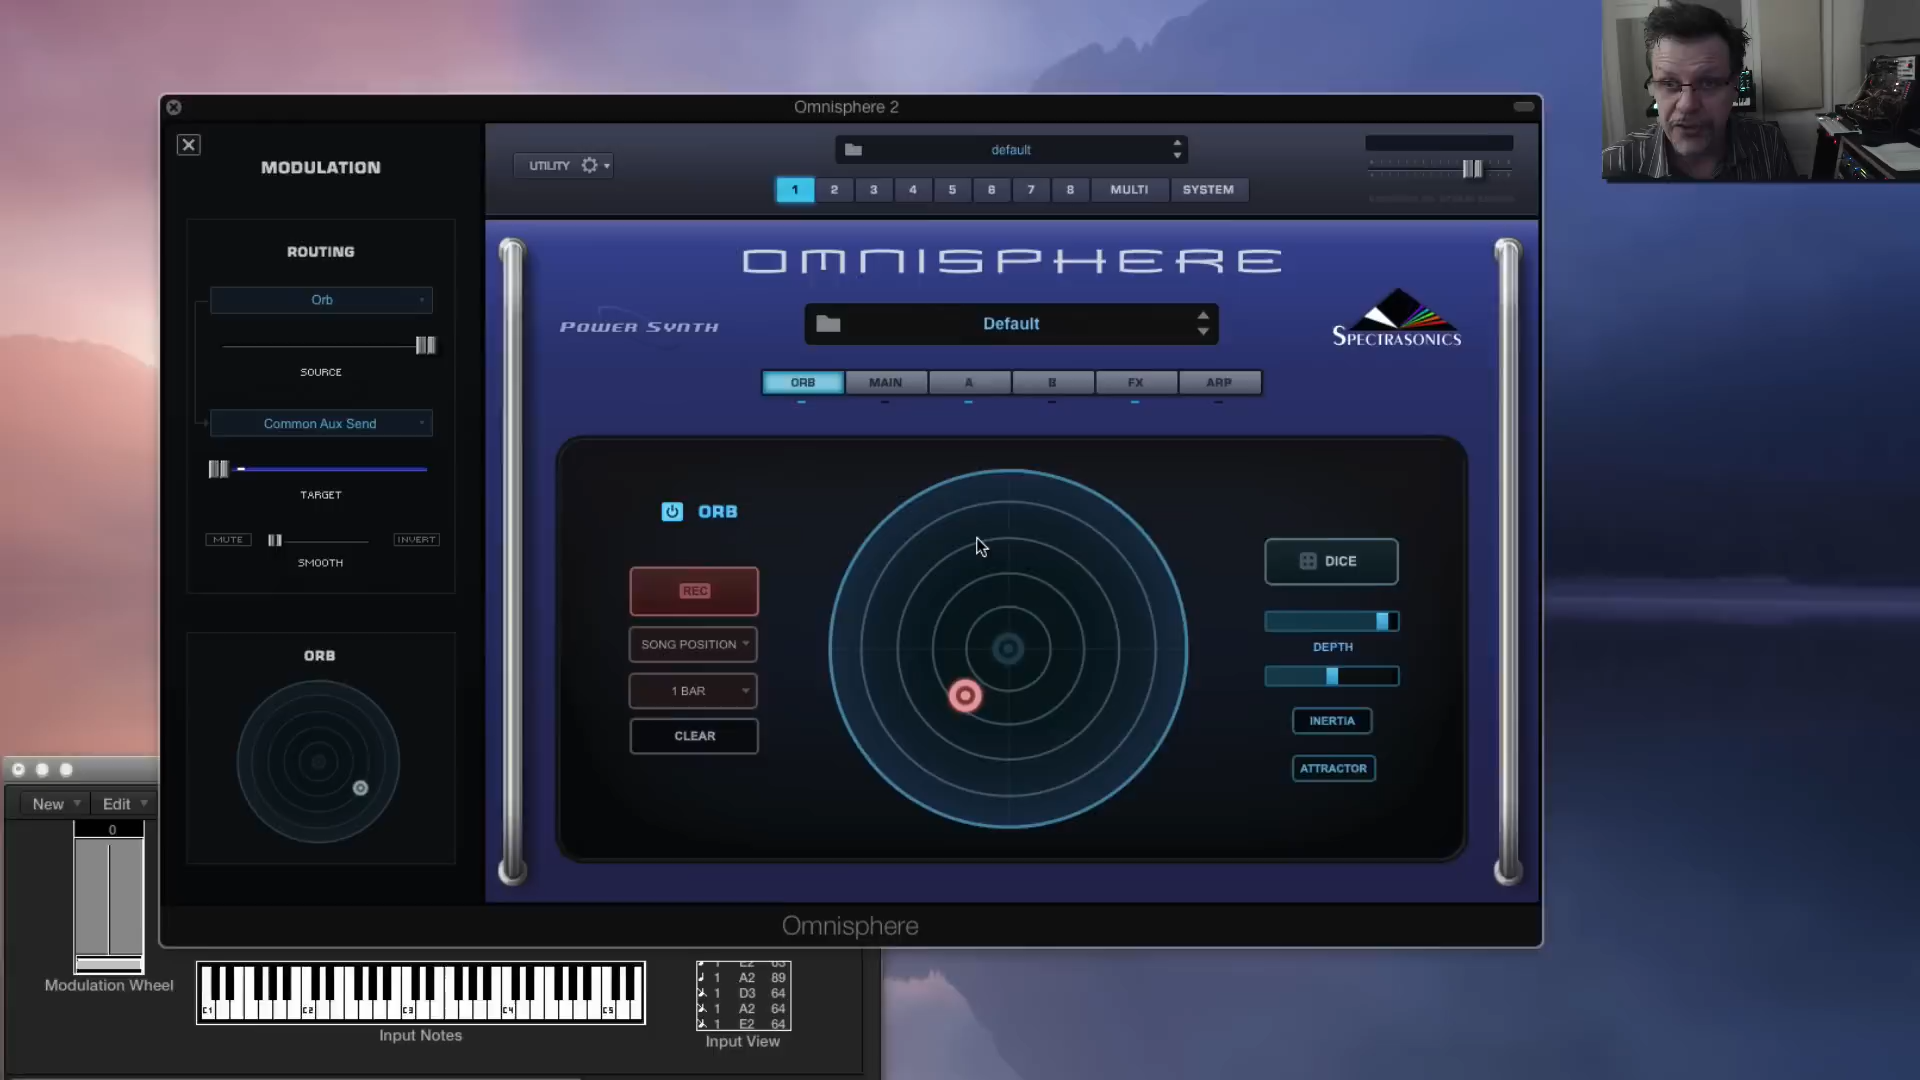 Omnisphere 2
MODULATION
UTILITY
default
1 2 3 4 5 6 7 8 MULTI SYSTEM
ROUTING
Orb
SOURCE
Common Aux Send
TARGET
MUTE INVERT
SMOOTH
ORB
OMNISPHERE
POWER SYNTH
Default
SPECTRASONICS
ORB MAIN A B FX ARP
ORB
REC
SONG POSITION
1 BAR
CLEAR
DICE
DEPTH
INERTIA
ATTRACTOR
Omnisphere
New Edit
0
Modulation Wheel
C1 C2 C3 C4 C5
Input Notes
1 A2 89
1 D3 64
1 A2 64
1 E2 64
Input View